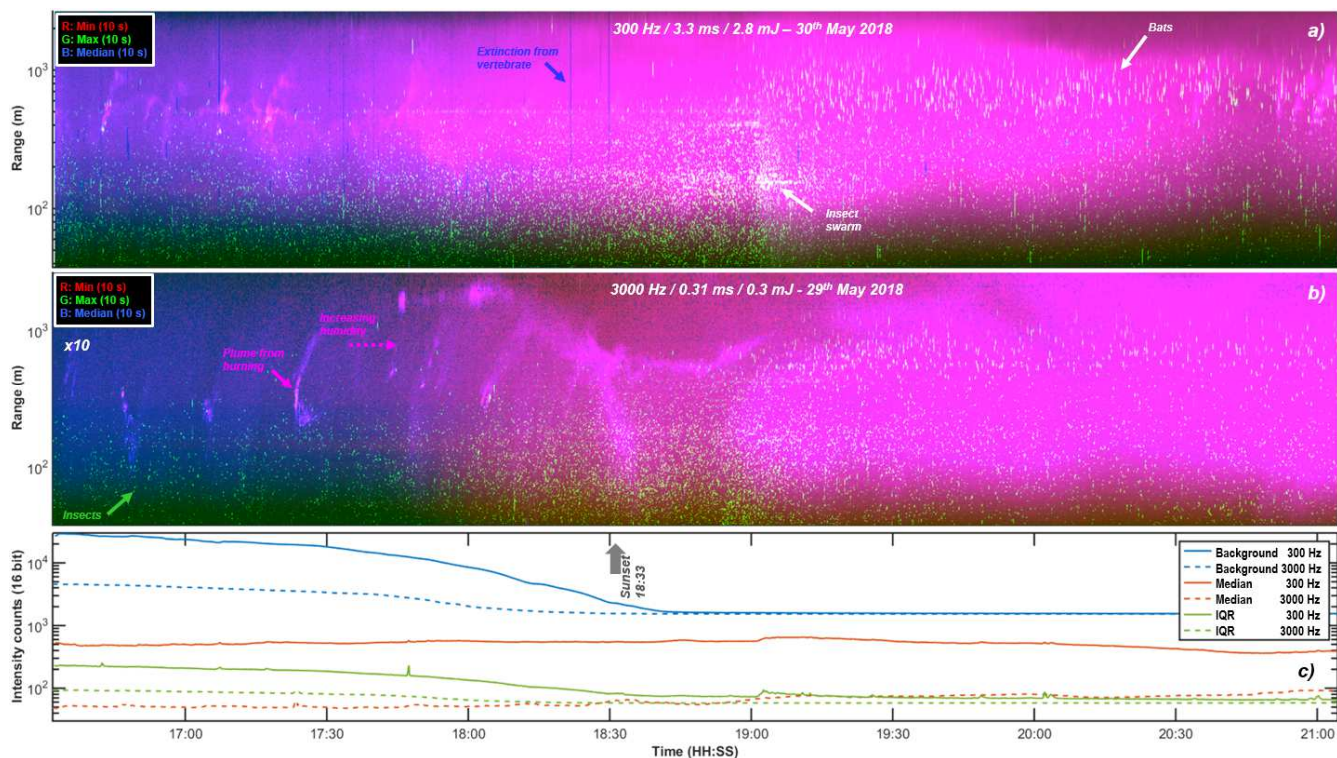 R: Min (10 s)
G: Max (10 s)
B: Median (10 s)
300 Hz / 3.3 ms / 2.8 mJ – 30th May 2018
a)
Extinction from
vertebrate
Bats
Insect
swarm
10³
10²
Range (m)
R: Min (10 s)
G: Max (10 s)
B: Median (10 s)
3000 Hz / 0.31 ms / 0.3 mJ - 29th May 2018
b)
x10
Increasing
humidity
Plume from
burning
Insects
10³
10²
Range (m)
Sunset
18:33
Background 300 Hz
Background 3000 Hz
Median 300 Hz
Median 3000 Hz
IQR 300 Hz
IQR 3000 Hz
c)
10⁴
10³
10²
Intensity counts (16 bit)
17:00 17:30 18:00 18:30 19:00 19:30 20:00 20:30 21:00
Time (HH:SS)